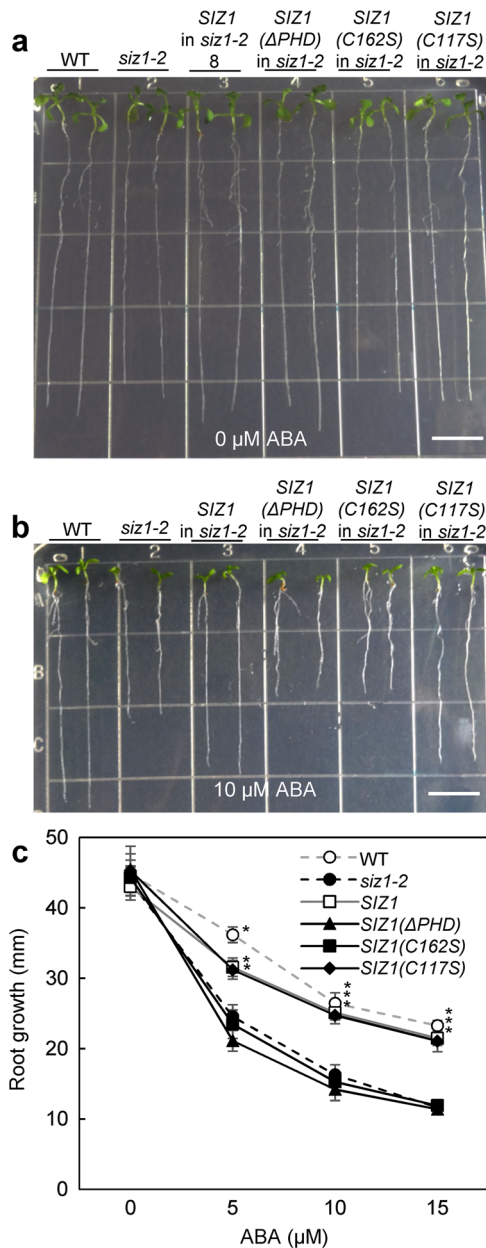 a
WT
siz1-2
SIZ1
in siz1-2
8
SIZ1
(ΔPHD)
in siz1-2
SIZ1
(C162S)
in siz1-2
SIZ1
(C117S)
in siz1-2
1 2 3 4 5 6
0 µM ABA
b
WT
siz1-2
SIZ1
in siz1-2
SIZ1
(ΔPHD)
in siz1-2
SIZ1
(C162S)
in siz1-2
SIZ1
(C117S)
in siz1-2
1 2 3 4 5 6
A
B
C
10 µM ABA
c
WT
siz1-2
SIZ1
SIZ1(ΔPHD)
SIZ1(C162S)
SIZ1(C117S)
*
**
***
***
50
40
30
20
10
0
Root growth (mm)
0 5 10 15
ABA (µM)